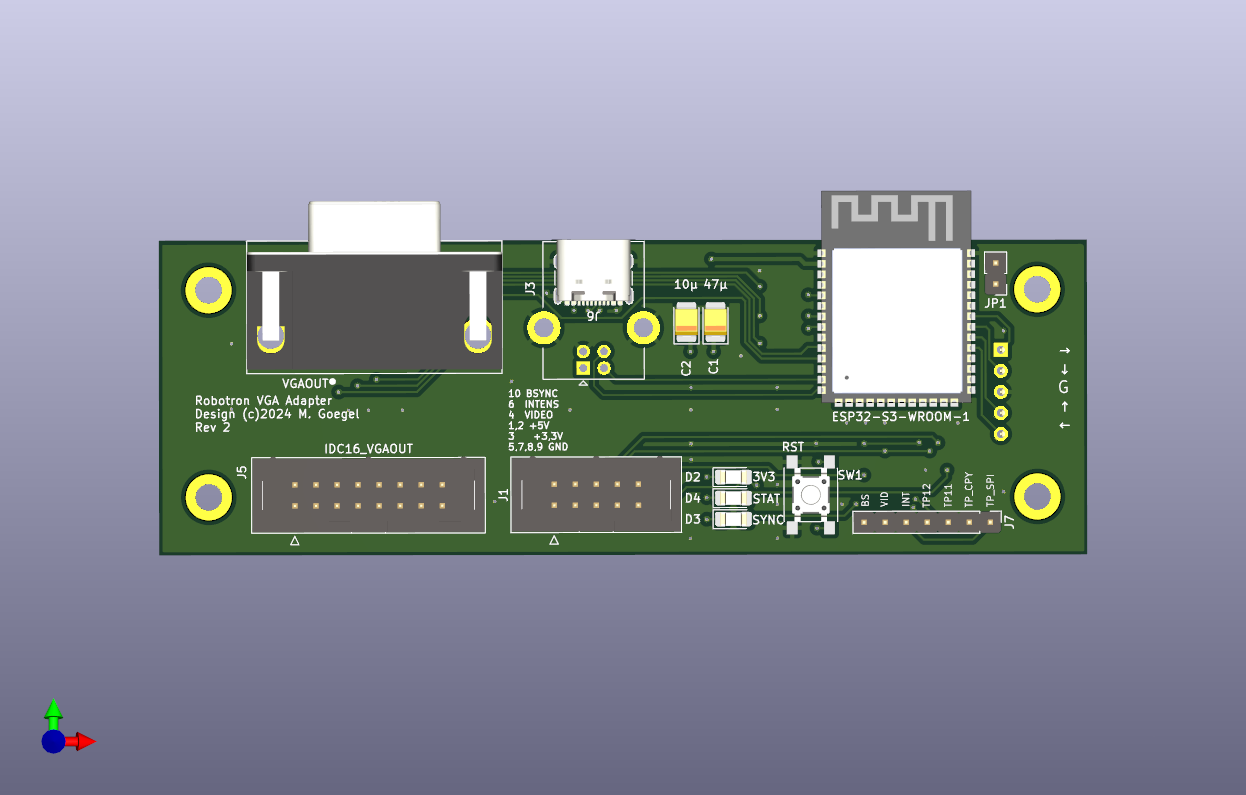 J3
10µ 47µ
J6
JP1
C2
C1
VGAOUT
Robotron VGA Adapter
Design (c)2024 M. Goegel
Rev 2
10 BSYNC
6 INTENS
4 VIDEO
1,2 +5V
3 +3,3V
5,7,8,9 GND
→
↓
G
↑
←
ESP32-S3-WROOM-1
IDC16_VGAOUT
J5
J1
RST
SW1
D2 3V3
D4 STAT
D3 SYNC
BS
VID
INT
TP12
TP11
TP_CPY
TP_SPI
J7